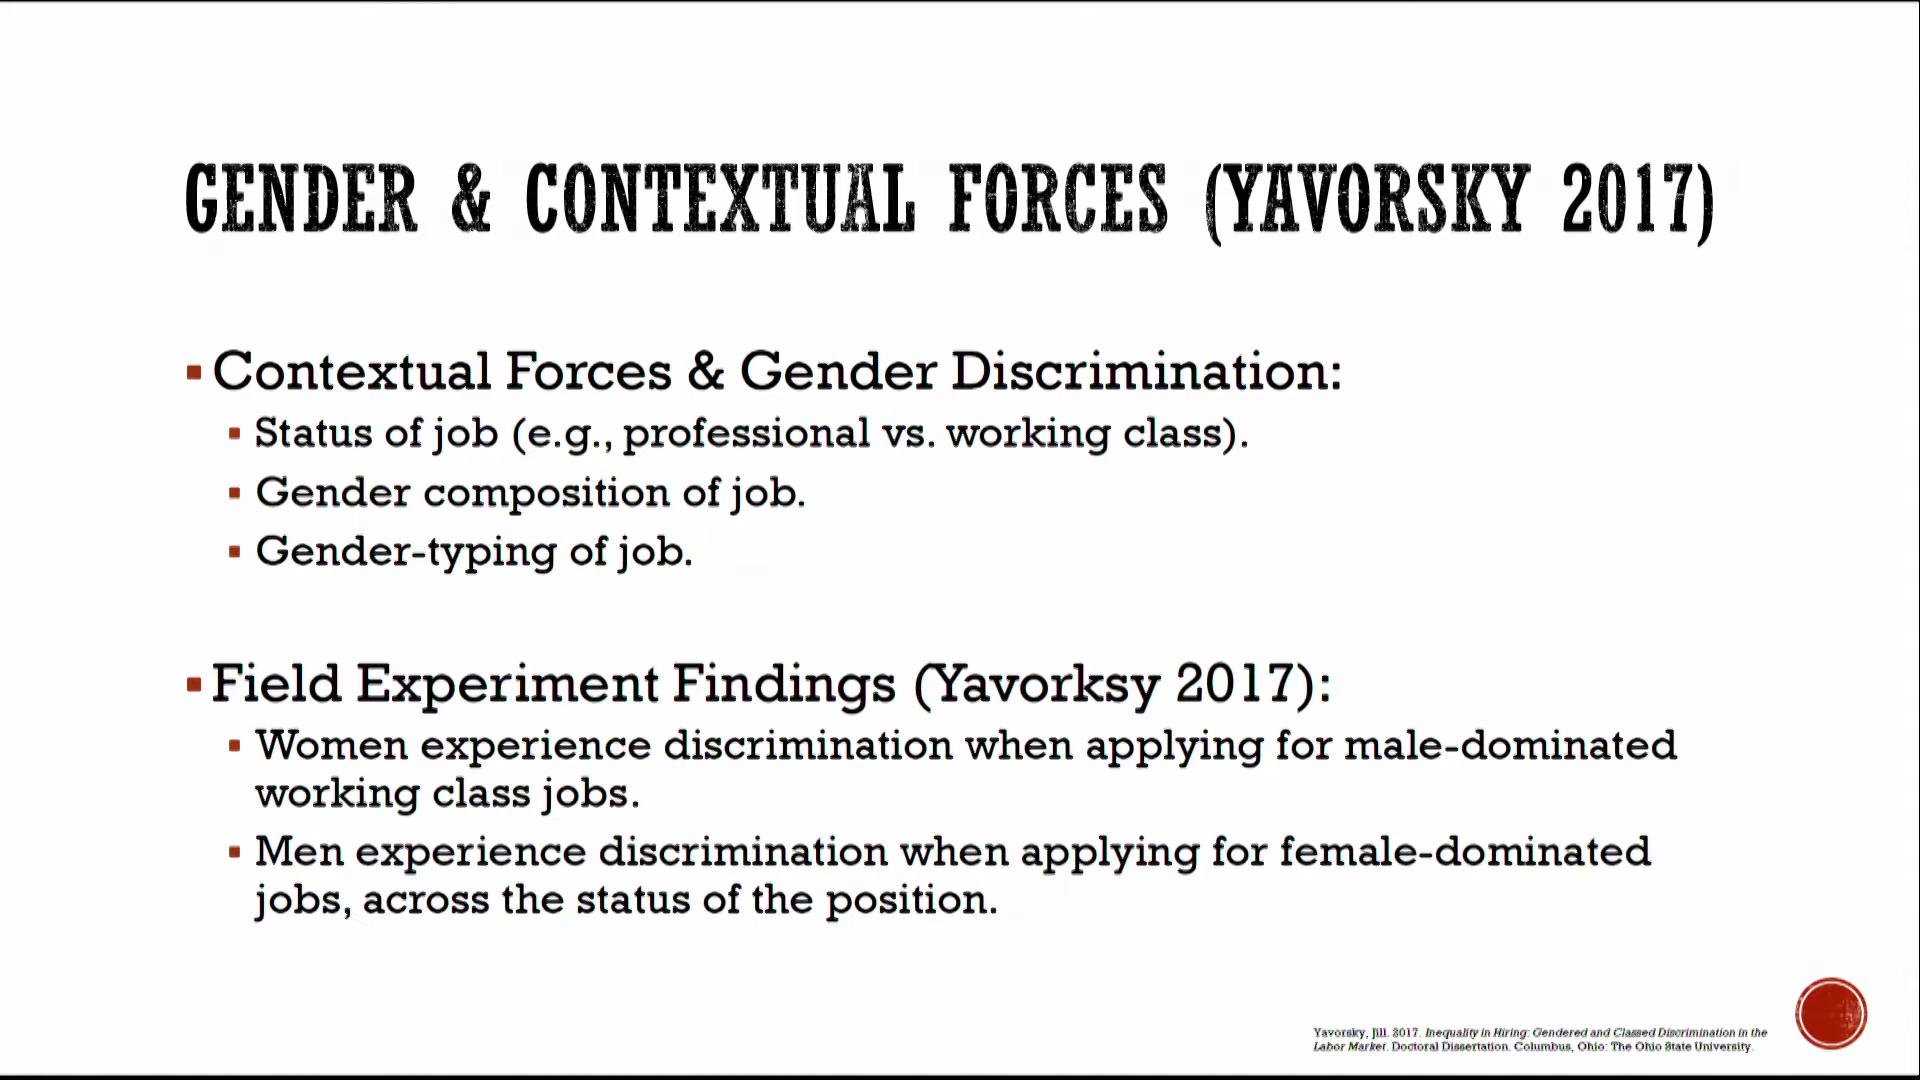 GENDER & CONTEXTUAL FORCES (YAVORSKY 2017)
▪ Contextual Forces & Gender Discrimination:
▪ Status of job (e.g., professional vs. working class).
▪ Gender composition of job.
▪ Gender-typing of job.
▪ Field Experiment Findings (Yavorksy 2017):
▪ Women experience discrimination when applying for male-dominated
working class jobs.
▪ Men experience discrimination when applying for female-dominated
jobs, across the status of the position.
Yavorsky, Jill. 2017. Inequality in Hiring: Gendered and Classed Discrimination in the
Labor Market. Doctoral Dissertation. Columbus, Ohio: The Ohio State University.